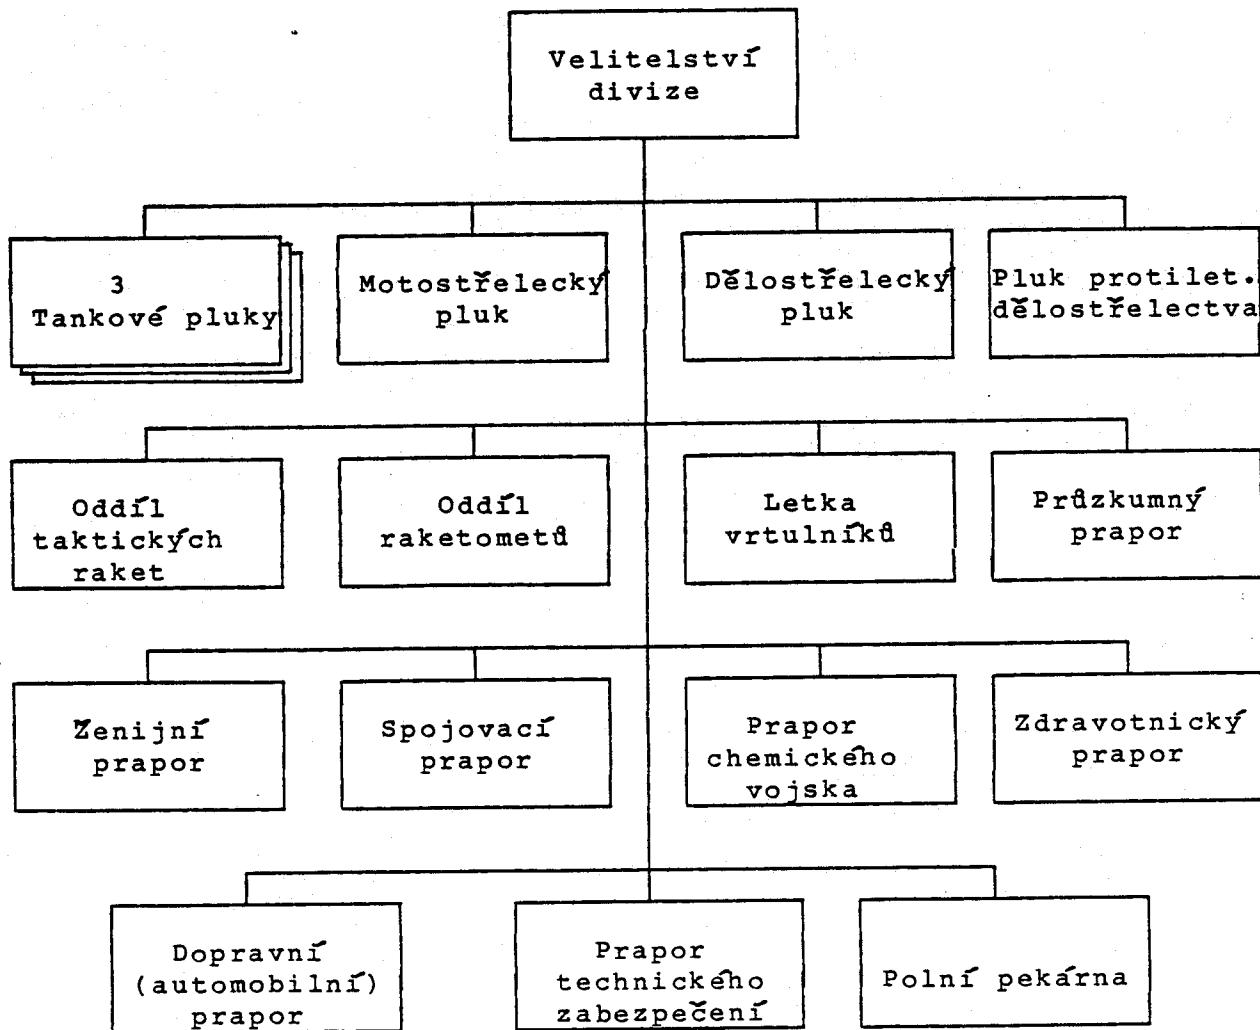 Velitelství
divize
3
Tankové pluky
Motostřelecký
pluk
Dělostřelecký
pluk
Pluk protilet.
dělostřelectva
Oddíl
taktických
raket
Oddíl
raketometů
Letka
vrtulníků
Průzkumný
prapor
Ženijní
prapor
Spojovací
prapor
Prapor
chemického
vojska
Zdravotnický
prapor
Dopravní
(automobilní)
prapor
Prapor
technického
zabezpečení
Polní pekárna